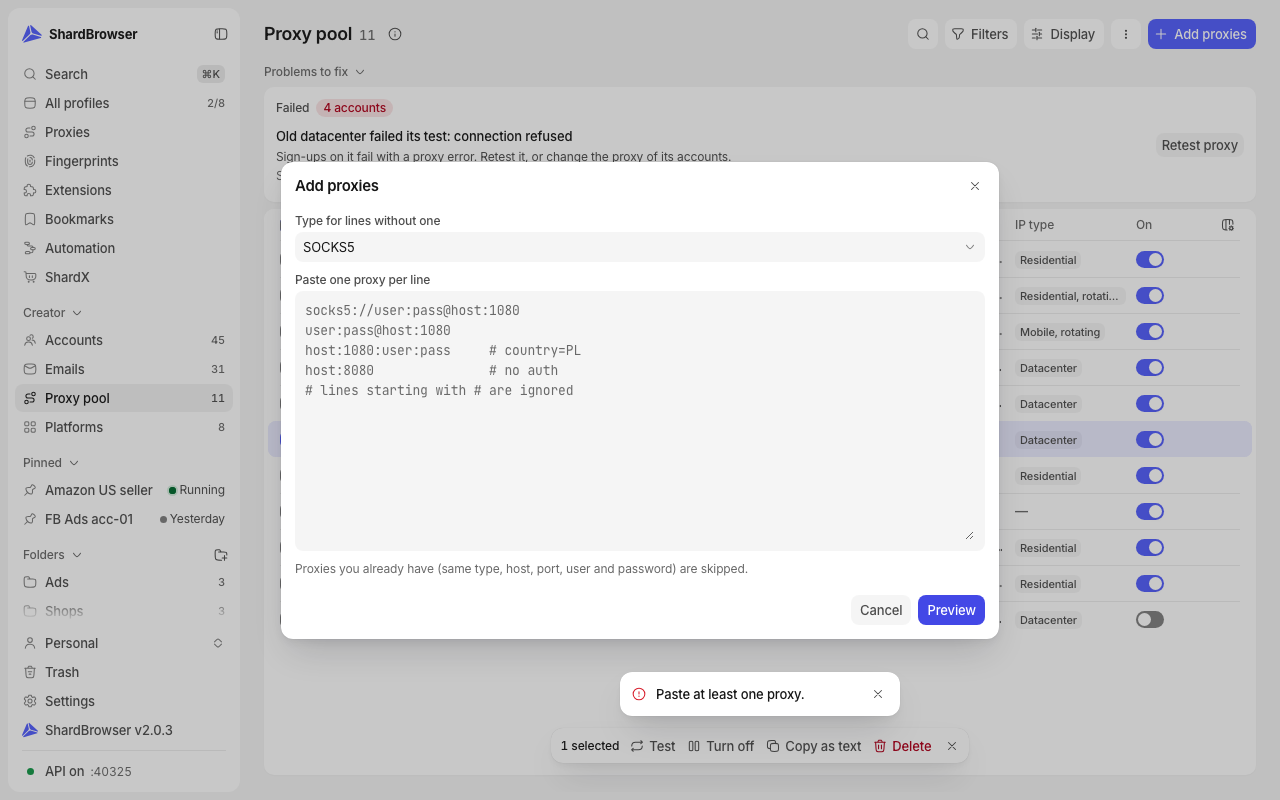 ShardBrowser
Search ⌘K
All profiles 2/8
Proxies
Fingerprints
Extensions
Bookmarks
Automation
ShardX
Creator
Accounts 45
Emails 31
Proxy pool 11
Platforms 8
Pinned
Amazon US seller Running
FB Ads acc-01 Yesterday
Folders
Ads 3
Shops 3
Personal
Trash
Settings
ShardBrowser v2.0.3
API on :40325
Proxy pool 11
Filters
Display
Add proxies
Problems to fix
Failed 4 accounts
Old datacenter failed its test: connection refused
Sign-ups on it fail with a proxy error. Retest it, or change the proxy of its accounts.
Retest proxy
IP type On
Residential
Residential, rotati...
Mobile, rotating
Datacenter
Datacenter
Datacenter
Residential
—
Residential
Residential
Datacenter
Add proxies
Type for lines without one
SOCKS5
Paste one proxy per line
socks5://user:pass@host:1080
user:pass@host:1080
host:1080:user:pass # country=PL
host:8080 # no auth
# lines starting with # are ignored
Proxies you already have (same type, host, port, user and password) are skipped.
Cancel Preview
Paste at least one proxy.
1 selected Test Turn off Copy as text Delete